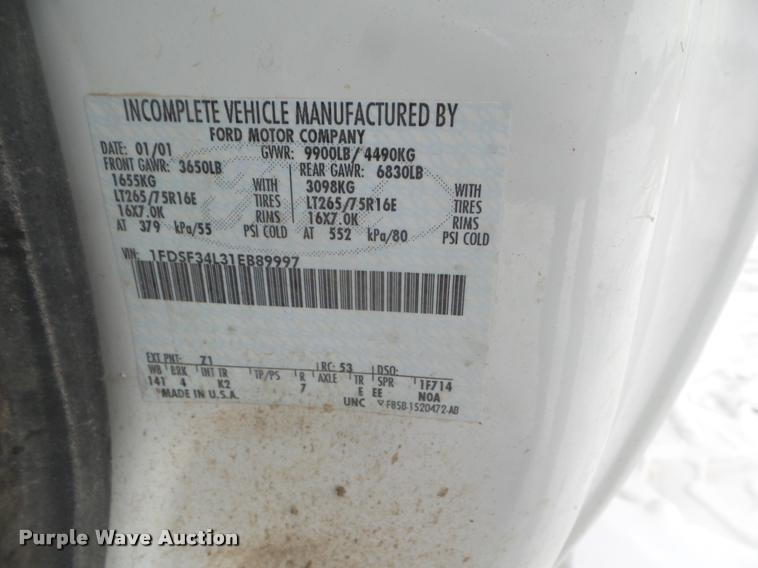 INCOMPLETE VEHICLE MANUFACTURED BY
FORD MOTOR COMPANY
DATE: 01/01 GVWR: 9900LB/ 4490KG
FRONT GAWR: 3650LB REAR GAWR: 6830LB
1655KG WITH 3098KG WITH
LT265/75R16E TIRES LT265/75R16E TIRES
16X7.0K RIMS 16X7.0K RIMS
AT 379 kPa/55 PSI COLD AT 552 kPa/80 PSI COLD
VIN: 1FDSF34L31EB89997
EXT PNT: Z1 RC: 53 DSO:
WB BRK INT TR TP/PS R AXLE TR SPR 1F714
141 4 K2 7 E EE N0A
*MADE IN U.S.A. UNC F85B-1520472-AB
Purple Wave Auction